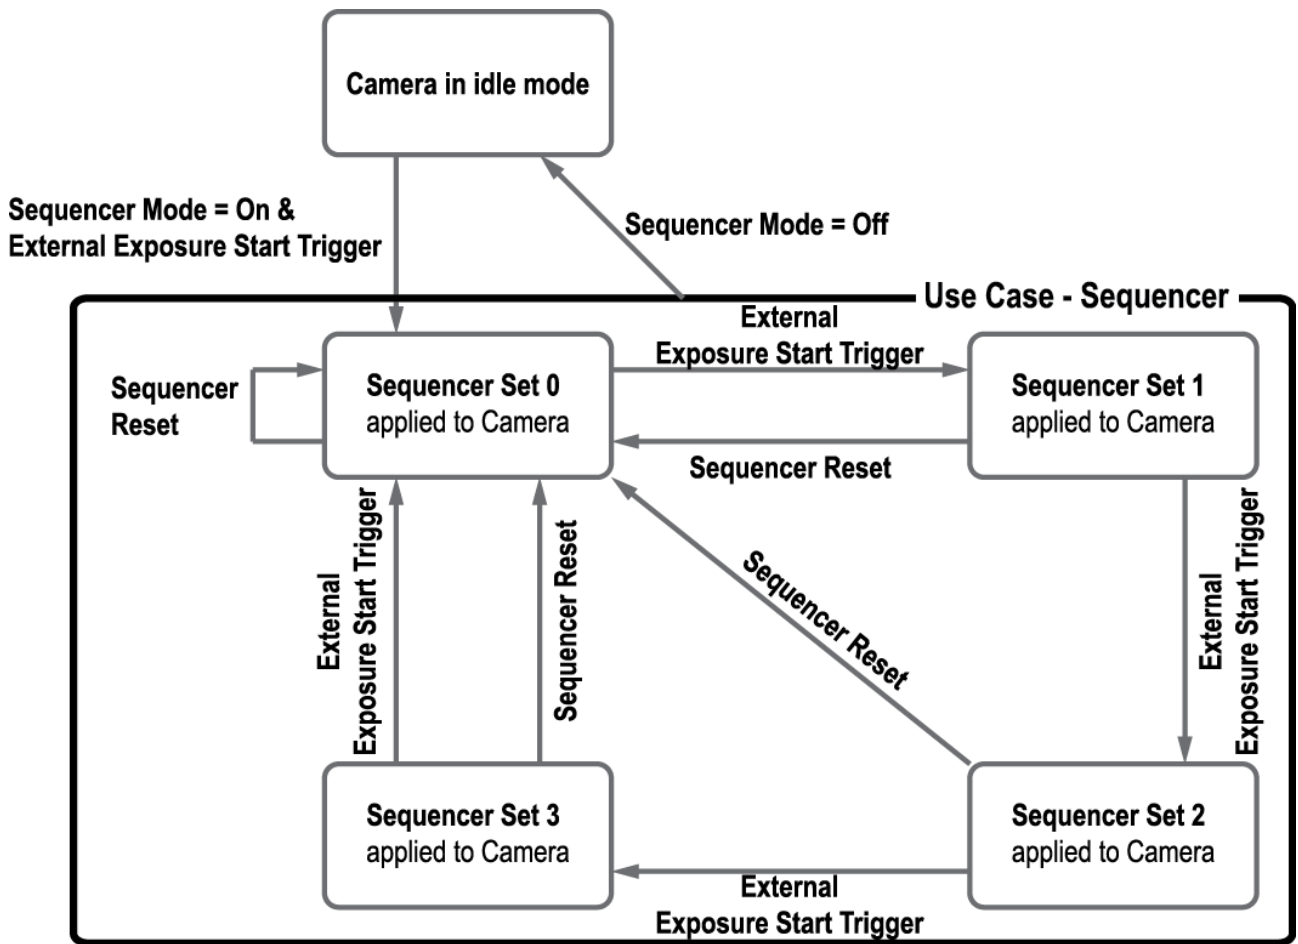 Camera in idle mode
Sequencer Mode = On &
External Exposure Start Trigger
Sequencer Mode = Off
Use Case - Sequencer
External
Exposure Start Trigger
Sequencer
Reset
Sequencer Set 0
applied to Camera
Sequencer Set 1
applied to Camera
Sequencer Reset
External
Exposure Start Trigger
Sequencer Reset
Sequencer Reset
External
Exposure Start Trigger
Sequencer Set 3
applied to Camera
Sequencer Set 2
applied to Camera
External
Exposure Start Trigger